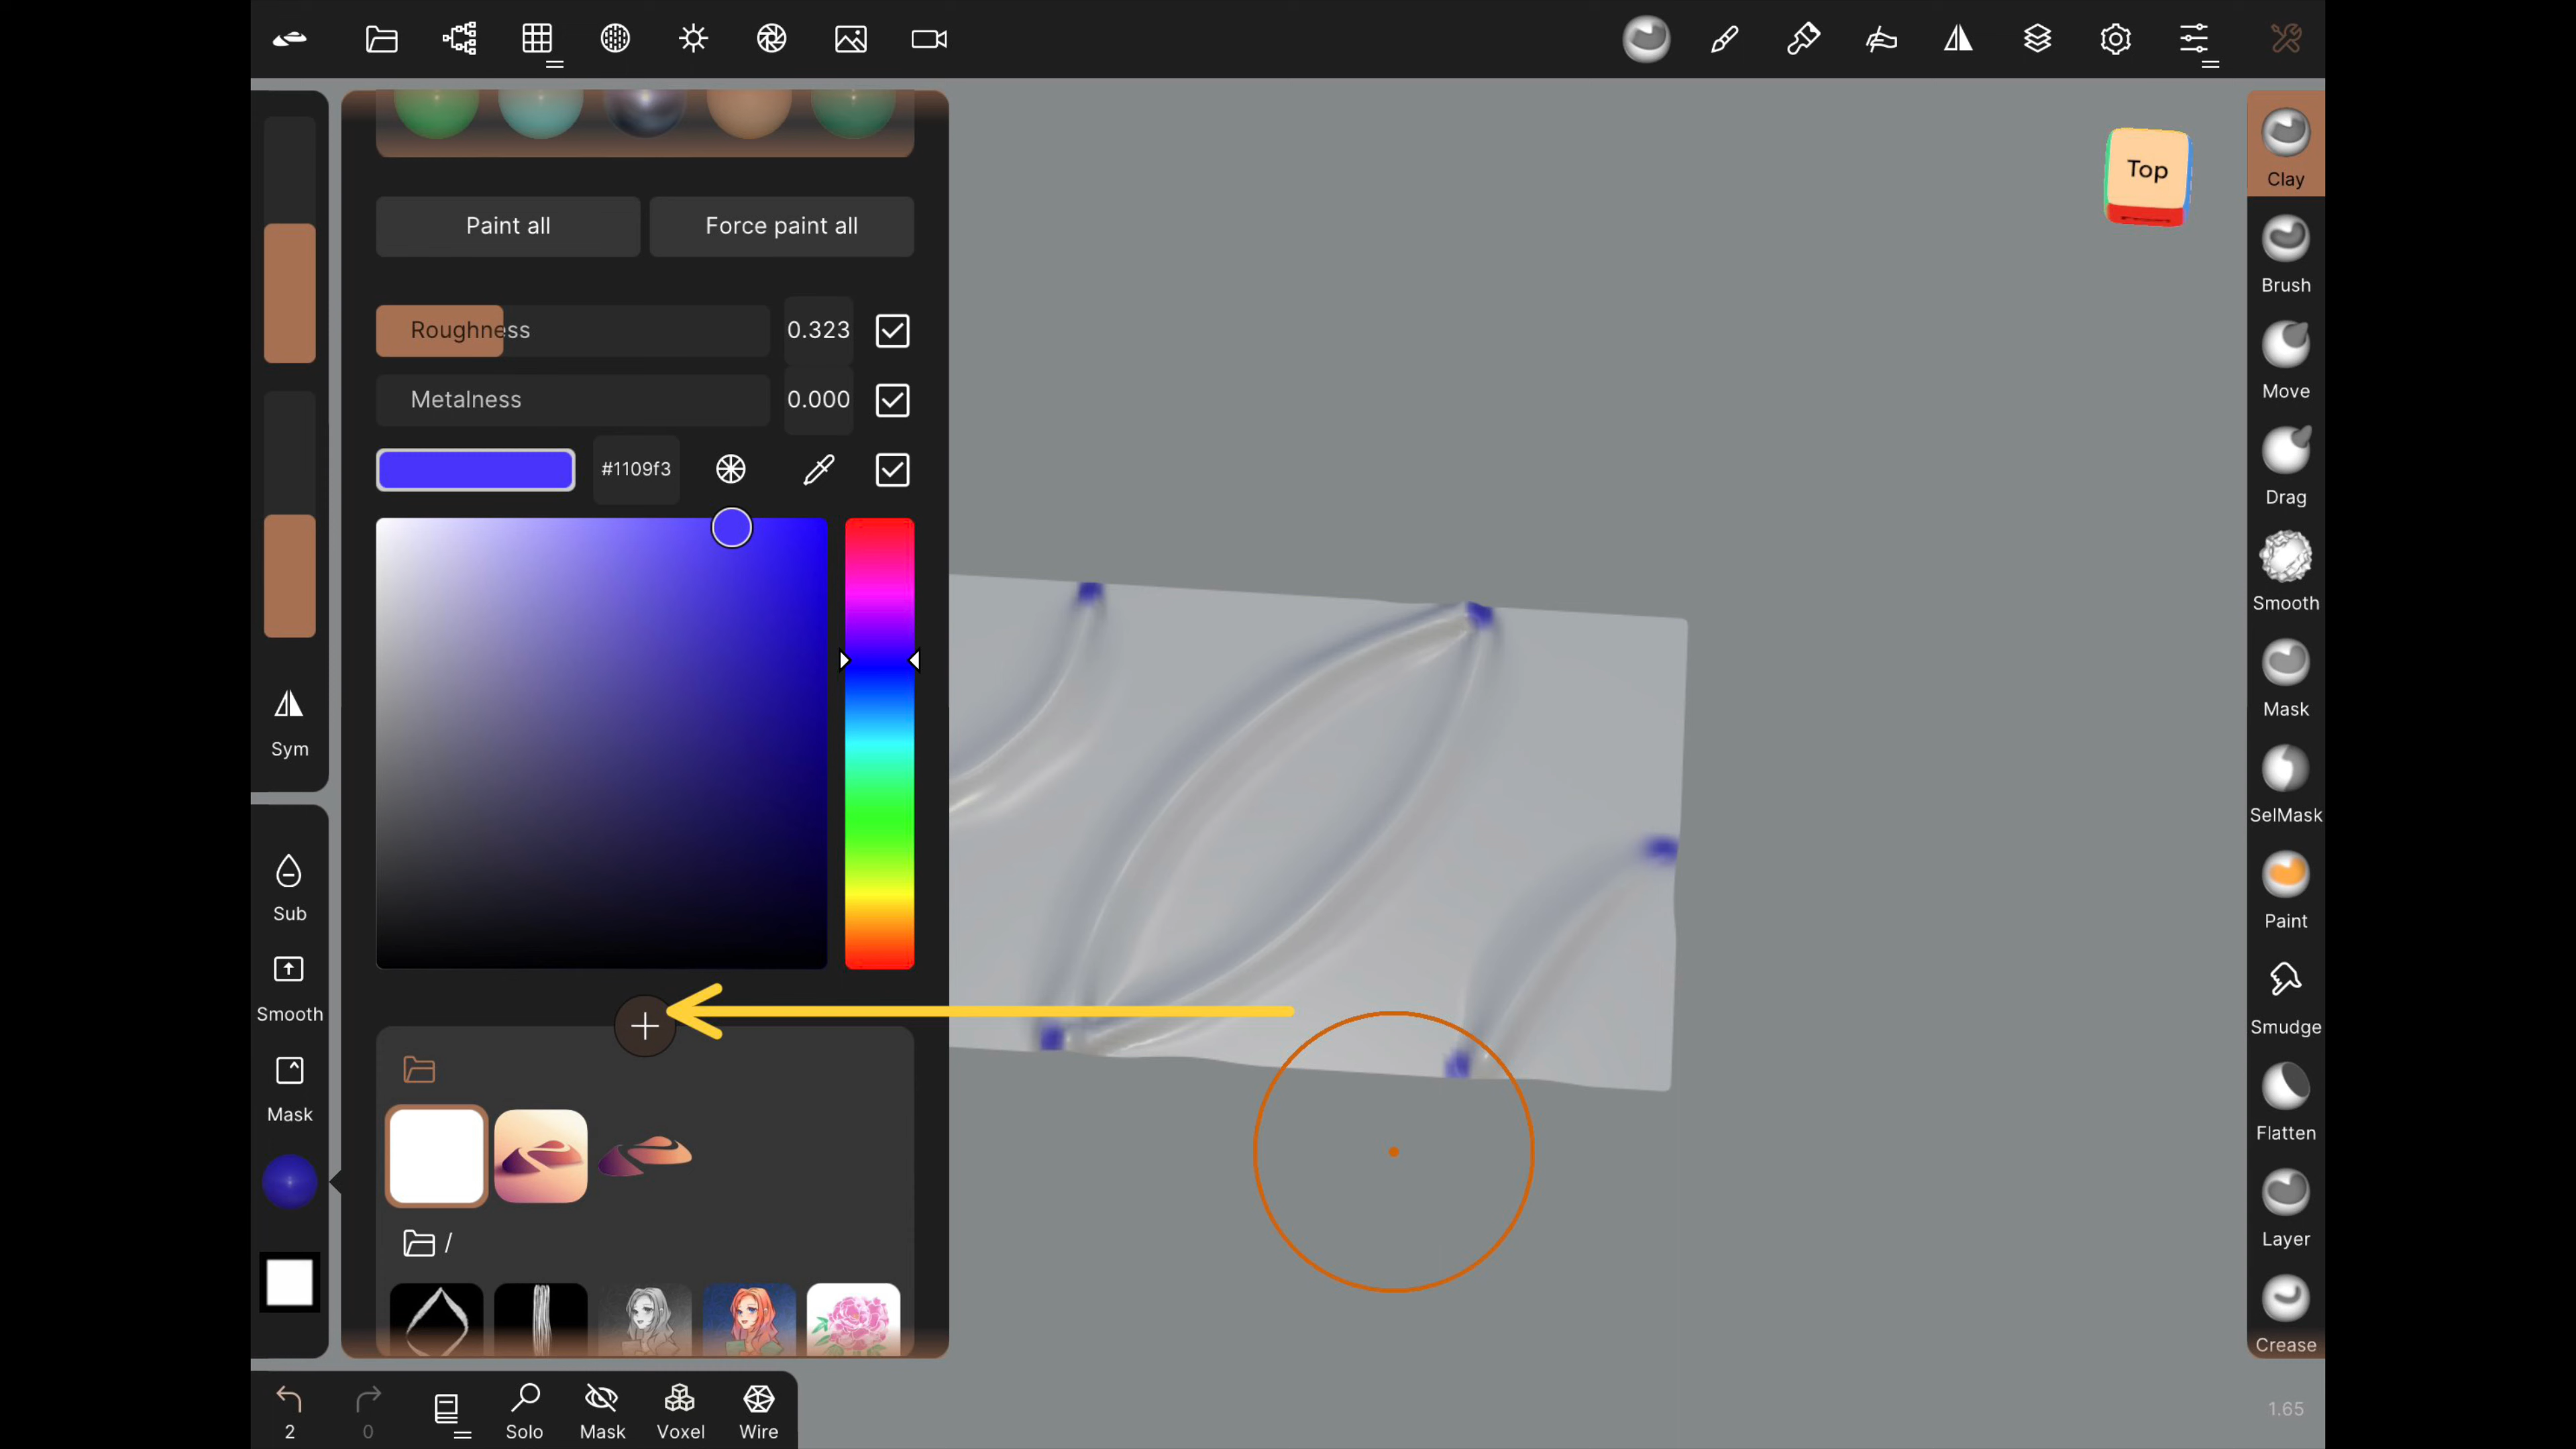 Top
Paint all
Force paint all
Roughness
0.323
Metalness
0.000
#1109f3
Sym
Sub
Smooth
Mask
/
2
0
Solo
Mask
Voxel
Wire
Clay
Brush
Move
Drag
Smooth
Mask
SelMask
Paint
Smudge
Flatten
Layer
Crease
1.65